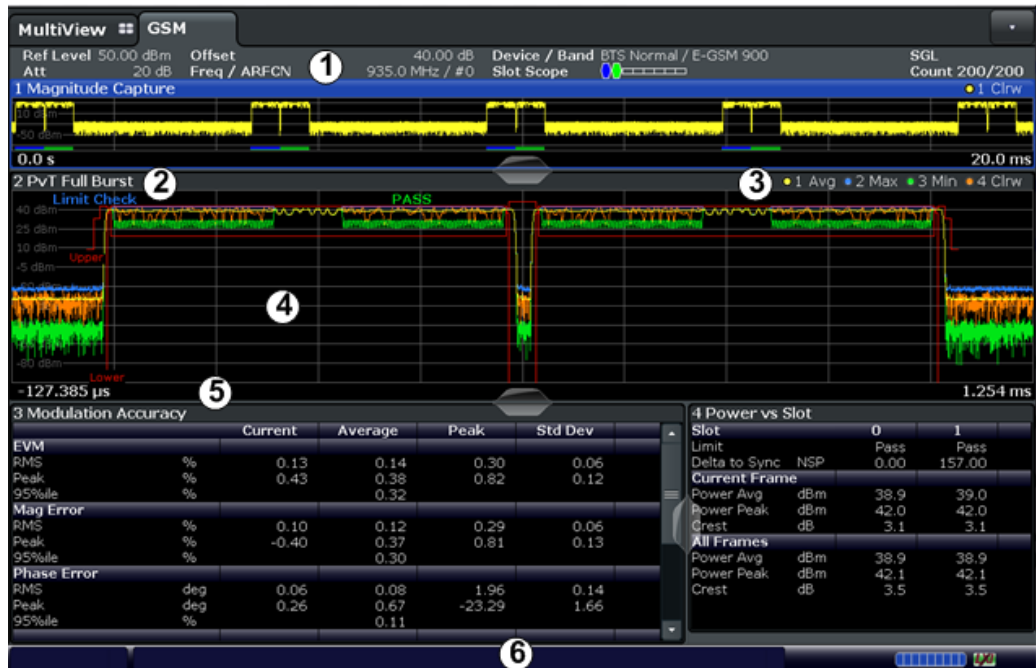 MultiView GSM
Ref Level 50.00 dBm Offset 40.00 dB Device / Band BTS Normal / E-GSM 900 SGL
Att 20 dB Freq / ARFCN 935.0 MHz / #0 Slot Scope Count 200/200
1
1 Magnitude Capture 1 Clrw
10 dBm
-50 dBm
0.0 s 20.0 ms
2 PvT Full Burst 2 3 1 Avg 2 Max 3 Min 4 Clrw
Limit Check PASS
40 dBm
25 dBm
10 dBm
Upper
-5 dBm
4
-80 dBm
Lower
-127.385 µs 5 1.254 ms
3 Modulation Accuracy
Current Average Peak Std Dev
EVM
RMS % 0.13 0.14 0.30 0.06
Peak % 0.43 0.38 0.82 0.12
95%ile % 0.32
Mag Error
RMS % 0.10 0.12 0.29 0.06
Peak % -0.40 0.37 0.81 0.13
95%ile % 0.30
Phase Error
RMS deg 0.06 0.08 1.96 0.14
Peak deg 0.26 0.67 -23.29 1.66
95%ile % 0.11
4 Power vs Slot
Slot 0 1
Limit Pass Pass
Delta to Sync NSP 0.00 157.00
Current Frame
Power Avg dBm 38.9 39.0
Power Peak dBm 42.0 42.0
Crest dB 3.1 3.1
All Frames
Power Avg dBm 38.9 38.9
Power Peak dBm 42.1 42.1
Crest dB 3.5 3.5
6